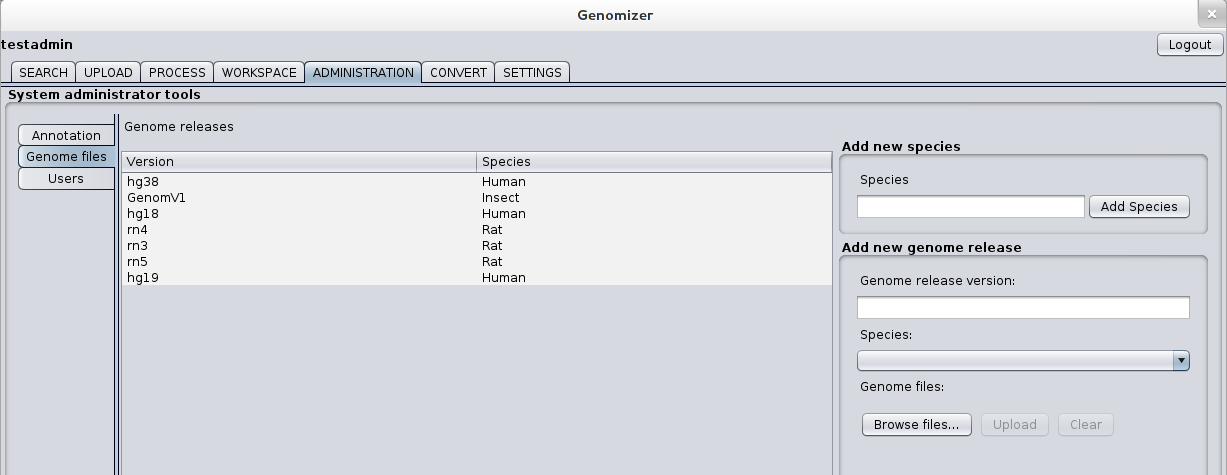 Genomizer
testadmin
Logout
SEARCH UPLOAD PROCESS WORKSPACE ADMINISTRATION CONVERT SETTINGS
System administrator tools
Annotation
Genome files
Users
Genome releases
Version Species
hg38 Human
GenomV1 Insect
hg18 Human
rn4 Rat
rn3 Rat
rn5 Rat
hg19 Human
Add new species
Species
Add Species
Add new genome release
Genome release version:
Species:
Genome files:
Browse files... Upload Clear